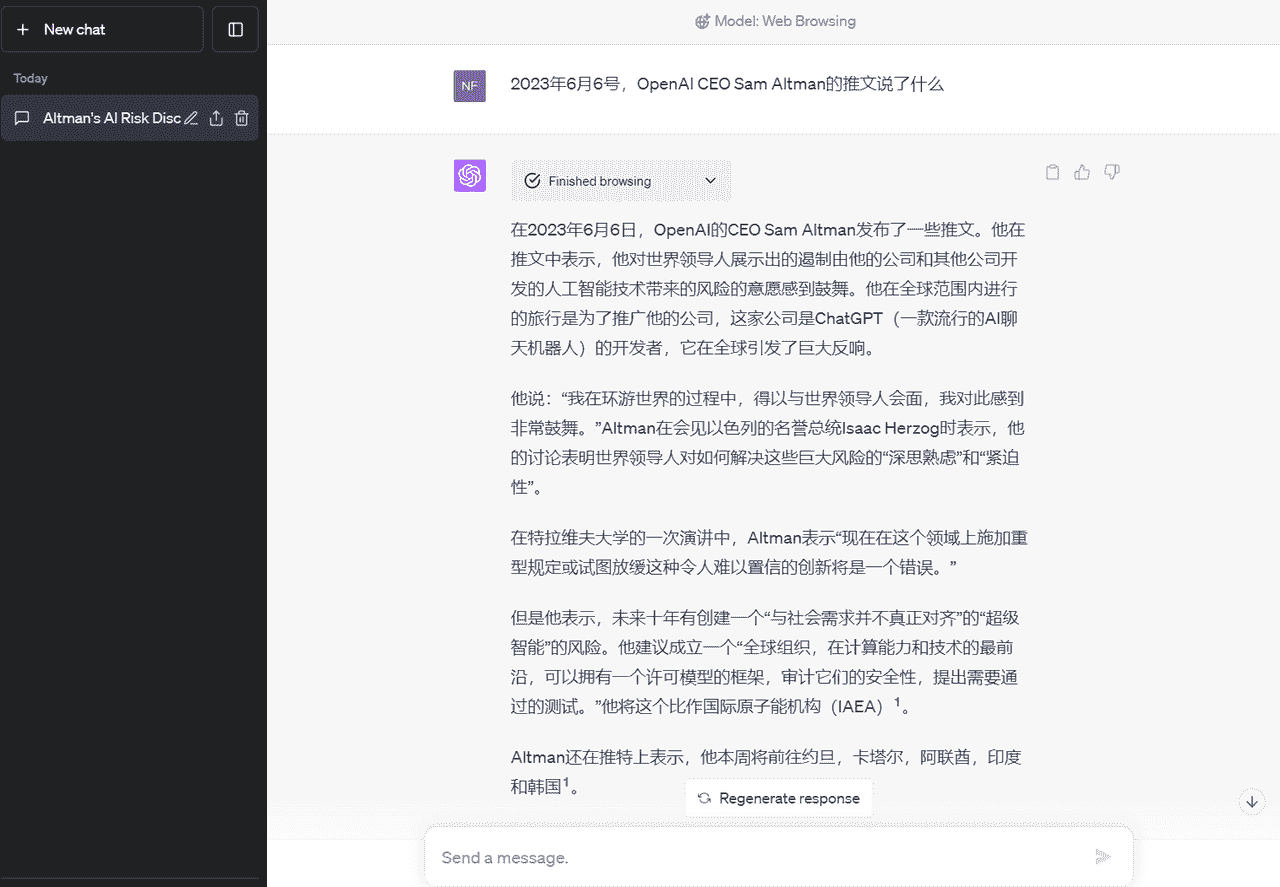 New chat
Today
Altman's AI Risk Disc
Model: Web Browsing
NF
2023年6月6号，OpenAI CEO Sam Altman的推文说了什么
Finished browsing
在2023年6月6日，OpenAI的CEO Sam Altman发布了一些推文。他在
推文中表示，他对世界领导人展示出的遏制由他的公司和其他公司开
发的人工智能技术带来的风险的意愿感到鼓舞。他在全球范围内进行
的旅行是为了推广他的公司，这家公司是ChatGPT（一款流行的AI聊
天机器人）的开发者，它在全球引发了巨大反响。
他说：“我在环游世界的过程中，得以与世界领导人会面，我对此感到
非常鼓舞。”Altman在会见以色列的名誉总统Isaac Herzog时表示，他
的讨论表明世界领导人对如何解决这些巨大风险的“深思熟虑”和“紧迫
性”。
在特拉维夫大学的一次演讲中，Altman表示“现在在这个领域上施加重
型规定或试图放缓这种令人难以置信的创新将是一个错误。”
但是他表示，未来十年有创建一个“与社会需求并不真正对齐”的“超级
智能”的风险。他建议成立一个“全球组织，在计算能力和技术的最前
沿，可以拥有一个许可模型的框架，审计它们的安全性，提出需要通
过的测试。”他将这个比作国际原子能机构（IAEA）1。
Altman还在推特上表示，他本周将前往约旦，卡塔尔，阿联酋，印度
和韩国1。
Regenerate response
Send a message.